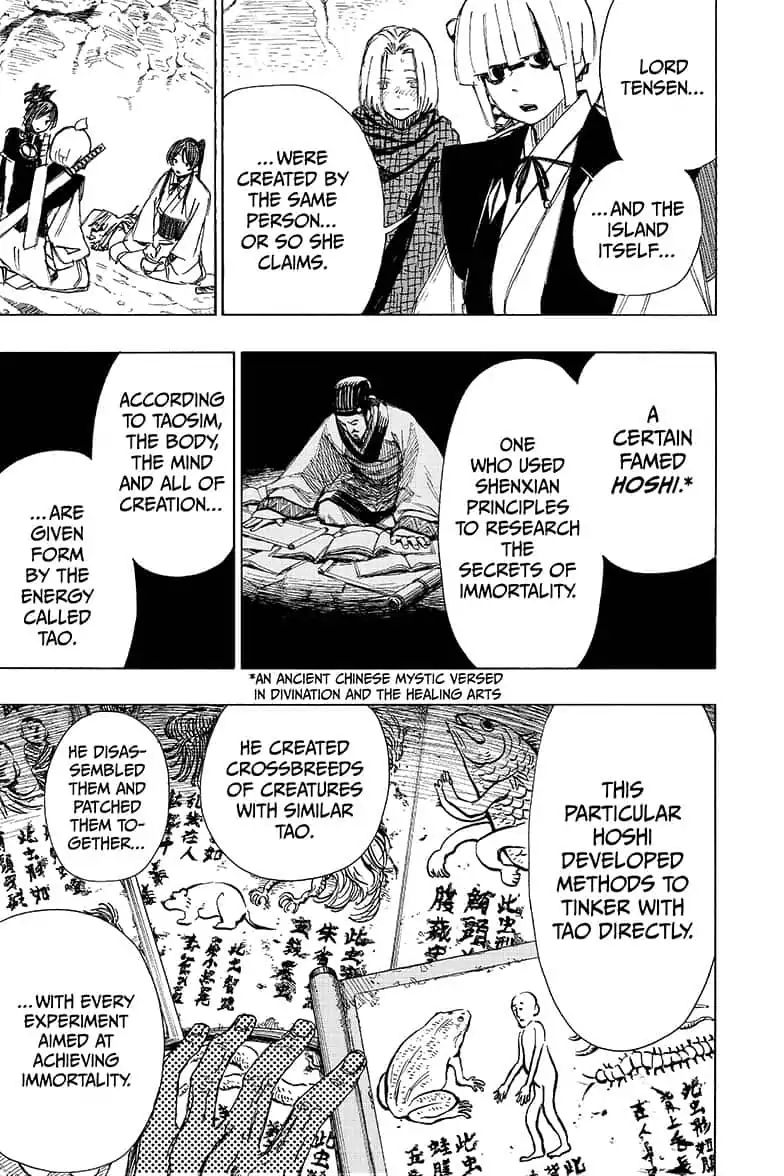 LORD
TENSEN...
...AND THE
ISLAND
ITSELF...
...WERE
CREATED BY
THE SAME
PERSON...
OR SO SHE
CLAIMS.
A
CERTAIN
FAMED
HOSHI.*
ONE
WHO USED
SHENXIAN
PRINCIPLES
TO RESEARCH
THE
SECRETS OF
IMMORTALITY.
ACCORDING
TO TAOSIM,
THE BODY,
THE MIND
AND ALL OF
CREATION...
...ARE
GIVEN
FORM
BY THE
ENERGY
CALLED
TAO.
*AN ANCIENT CHINESE MYSTIC VERSED
IN DIVINATION AND THE HEALING ARTS
THIS
PARTICULAR
HOSHI
DEVELOPED
METHODS TO
TINKER WITH
TAO DIRECTLY.
HE CREATED
CROSSBREEDS
OF CREATURES
WITH SIMILAR
TAO.
HE DISAS-
SEMBLED
THEM AND
PATCHED
THEM TO-
GETHER...
...WITH EVERY
EXPERIMENT
AIMED AT
ACHIEVING
IMMORTALITY.
此虫形